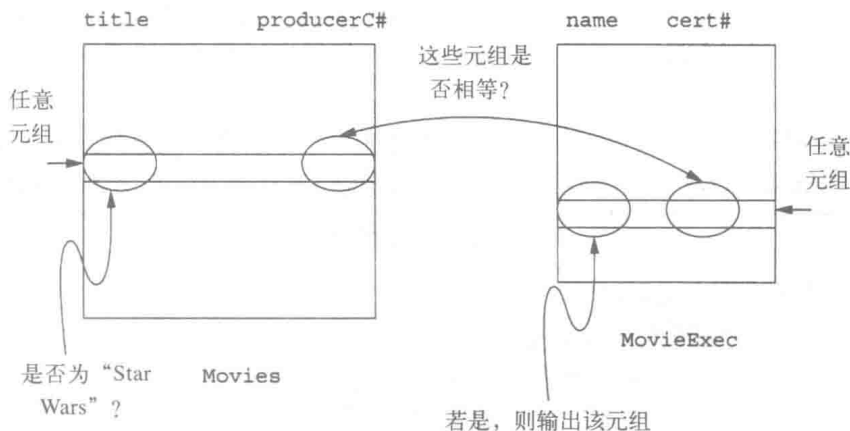 title producerC#
name cert#
这些元组是
否相等？
任意
元组
任意
元组
MovieExec
是否为“Star
Wars”？
Movies
若是，则输出该元组